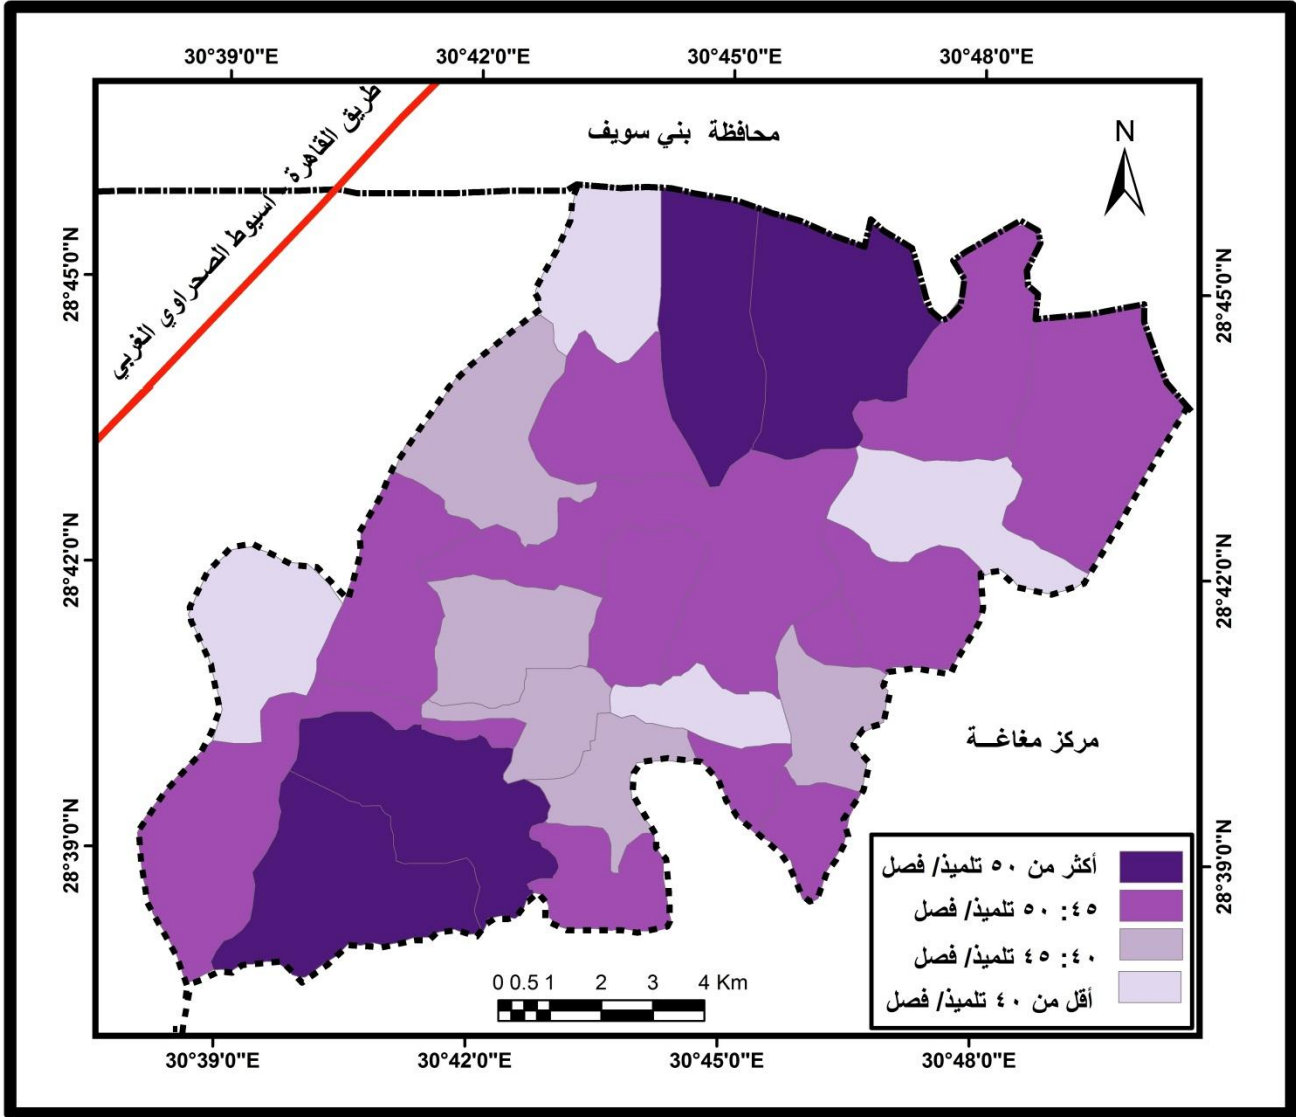 30°39'0"E 30°42'0"E 30°45'0"E 30°48'0"E
طريق القاهرة - أسيوط الصحراوي الغربي
محافظة بني سويف
N
28°45'0"N
28°45'0"N
28°42'0"N
28°42'0"N
مركز مغاغـــة
28°39'0"N
28°39'0"N
أكثر من ٥٠ تلميذ/ فصل
٤٥: ٥٠ تلميذ/ فصل
٤٠: ٤٥ تلميذ/ فصل
أقل من ٤٠ تلميذ/ فصل
0 0.5 1 2 3 4 Km
30°39'0"E 30°42'0"E 30°45'0"E 30°48'0"E